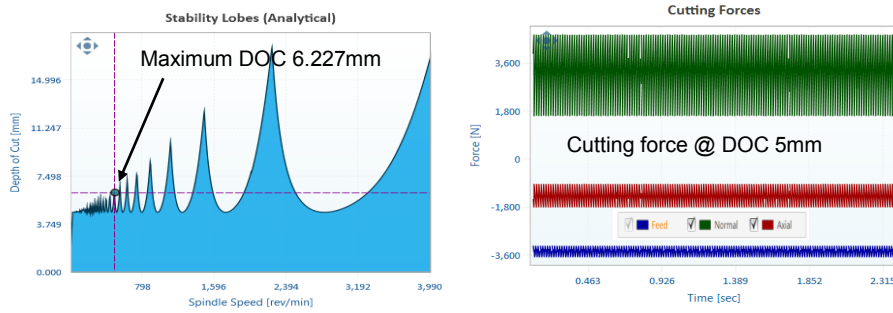 Stability Lobes (Analytical)
Maximum DOC 6.227mm
14.996
11.247
7.498
3.749
0.000
Depth of Cut [mm]
798
1,596
2,394
3,192
3,990
Spindle Speed [rev/min]
Cutting Forces
3,600
1,800
0
-1,800
-3,600
Force [N]
Cutting force @ DOC 5mm
Feed Normal Axial
0.463
0.926
1.389
1.852
2.315
Time [sec]